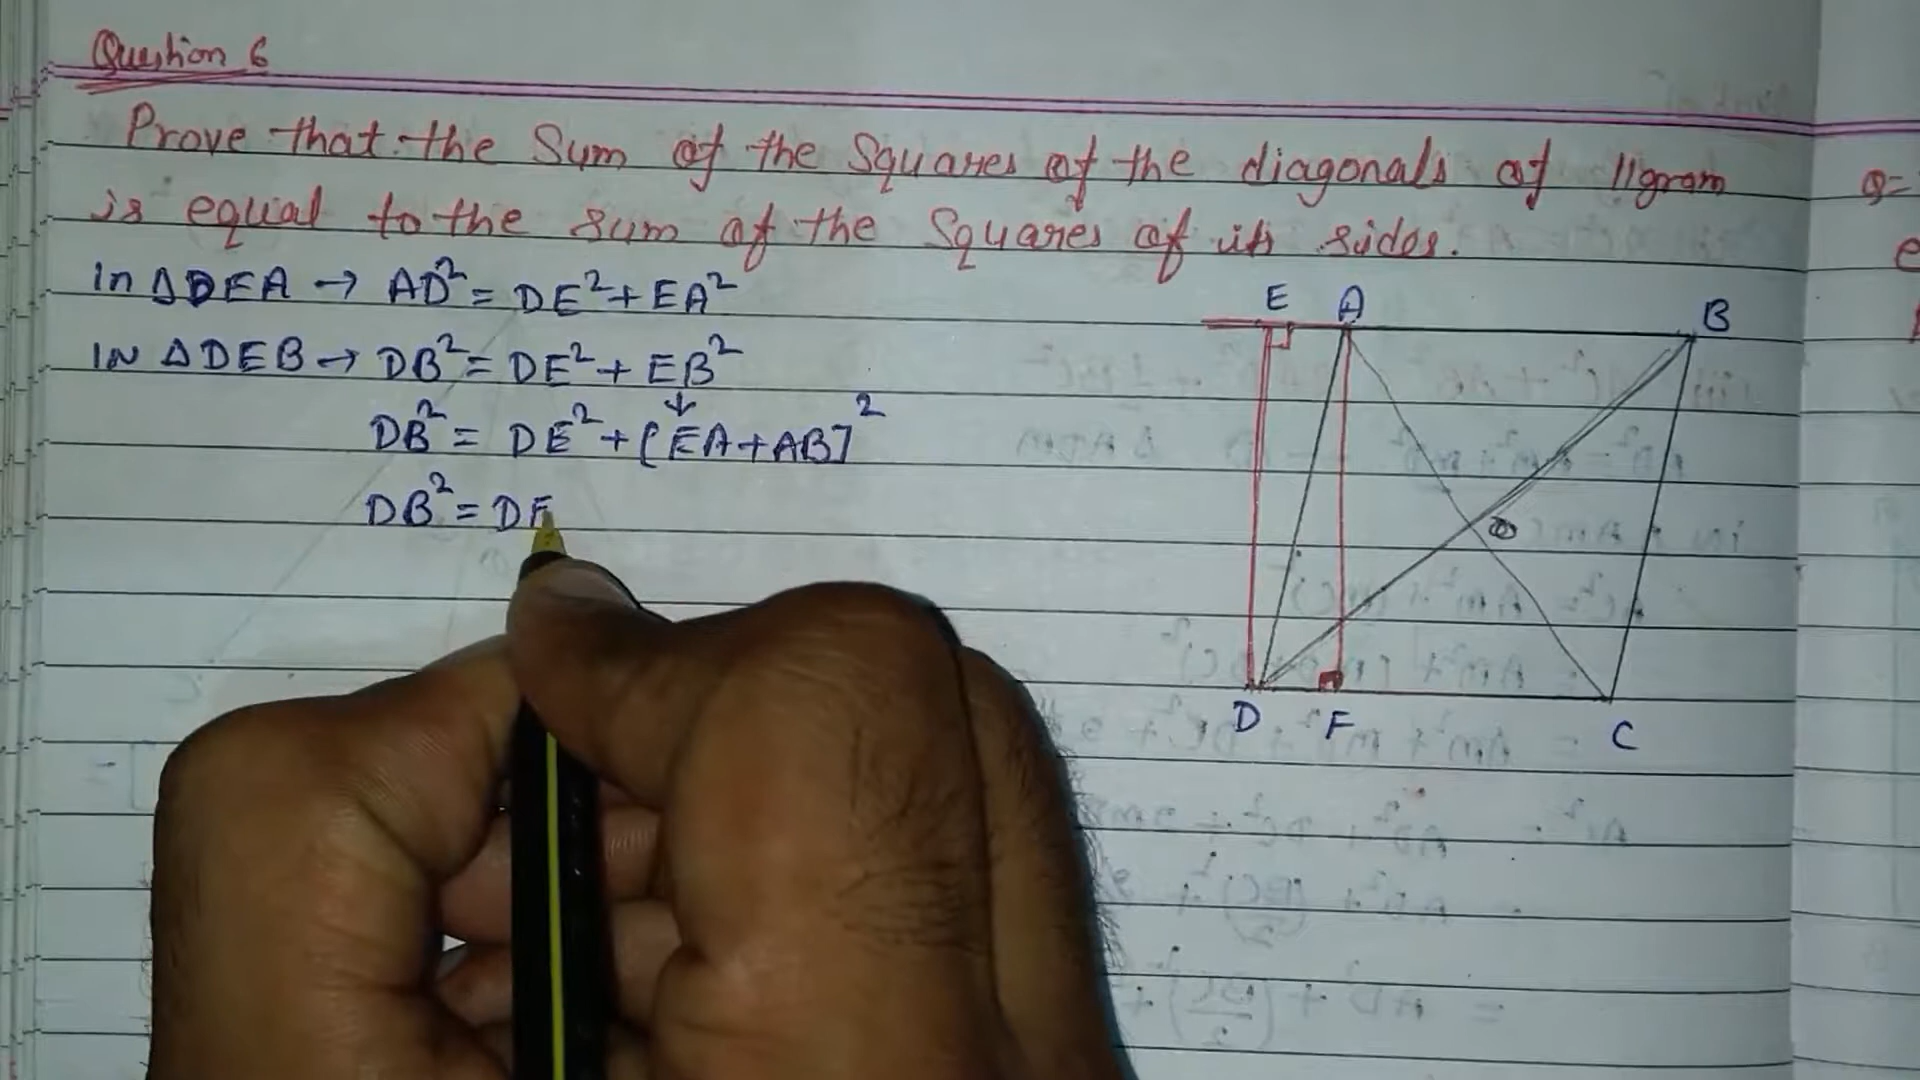 Question 6
Prove that the Sum of the Squares of the diagonals of ||gram
is equal to the sum of the Squares of its sides.
In ΔDEA → AD² = DE² + EA²
IN ΔDEB → DB² = DE² + EB²
↓
DB² = DE² + [EA + AB]²
DB² = DE
E A B
O
D F C
Q=